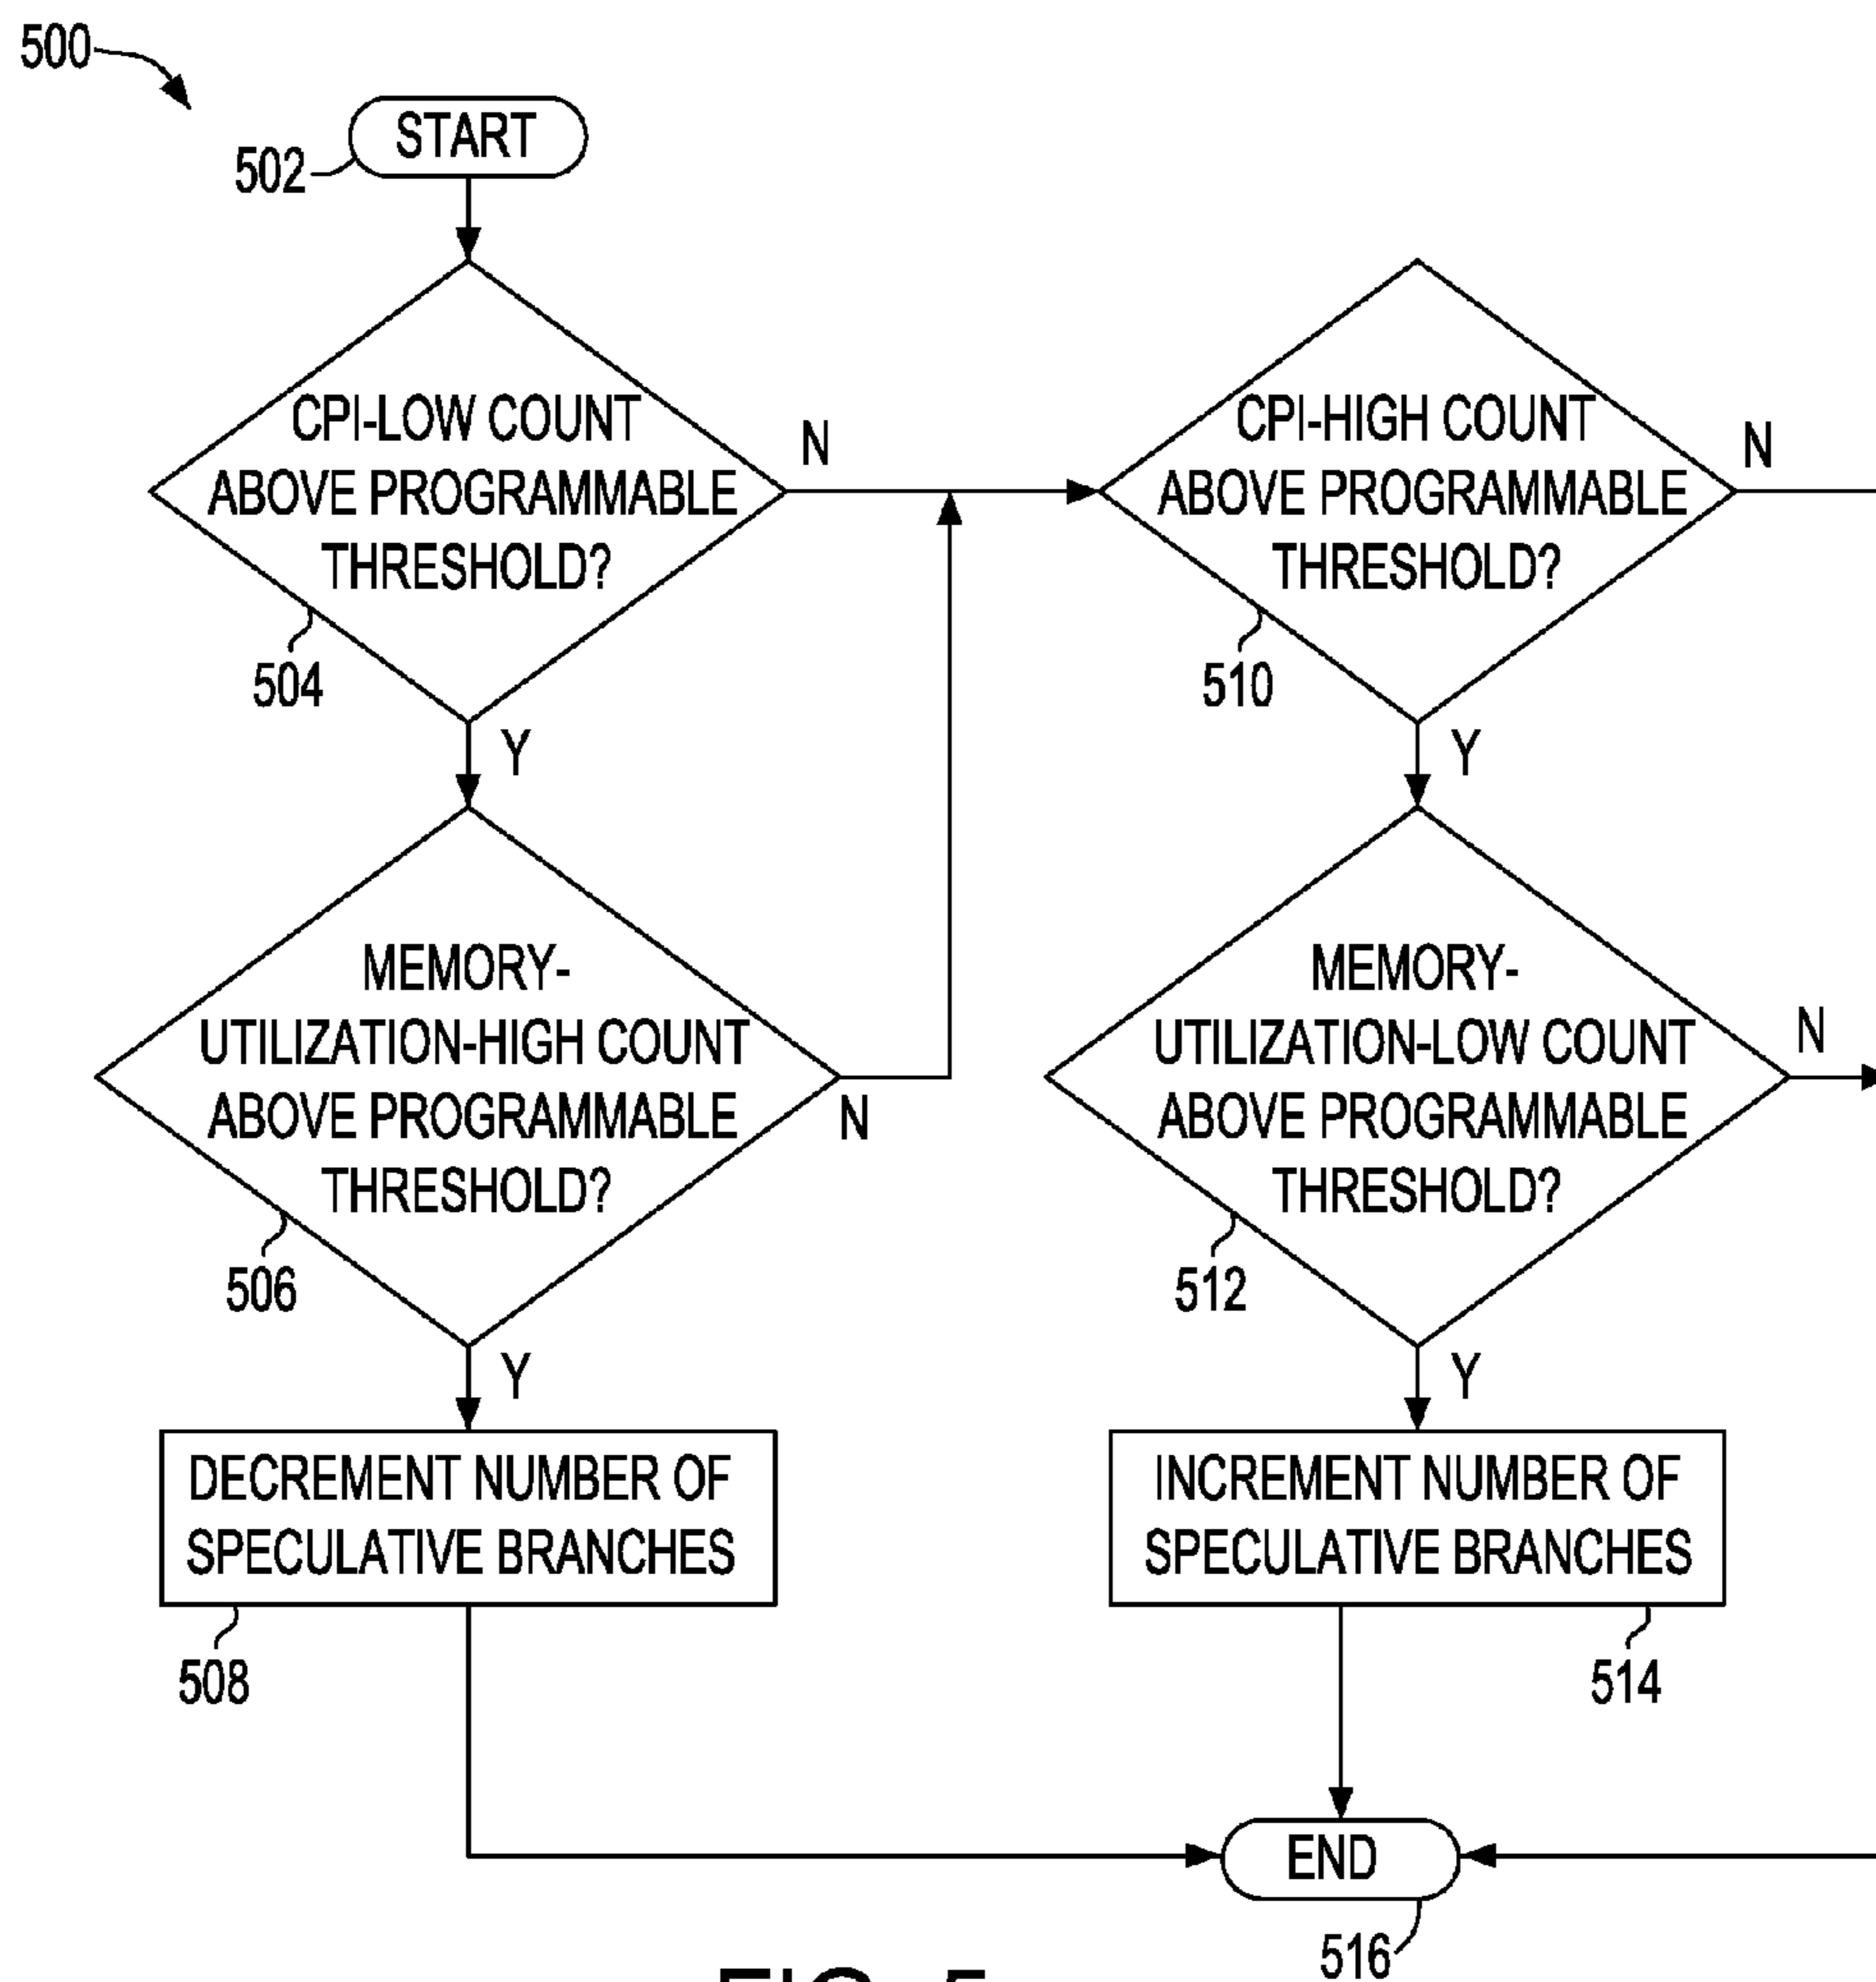 500
START
502
CPI-LOW COUNT
ABOVE PROGRAMMABLE
THRESHOLD?
N
504
Y
MEMORY-
UTILIZATION-HIGH COUNT
ABOVE PROGRAMMABLE
THRESHOLD?
N
506
Y
DECREMENT NUMBER OF
SPECULATIVE BRANCHES
508
CPI-HIGH COUNT
ABOVE PROGRAMMABLE
THRESHOLD?
N
510
Y
MEMORY-
UTILIZATION-LOW COUNT
ABOVE PROGRAMMABLE
THRESHOLD?
N
512
Y
INCREMENT NUMBER OF
SPECULATIVE BRANCHES
514
END
516